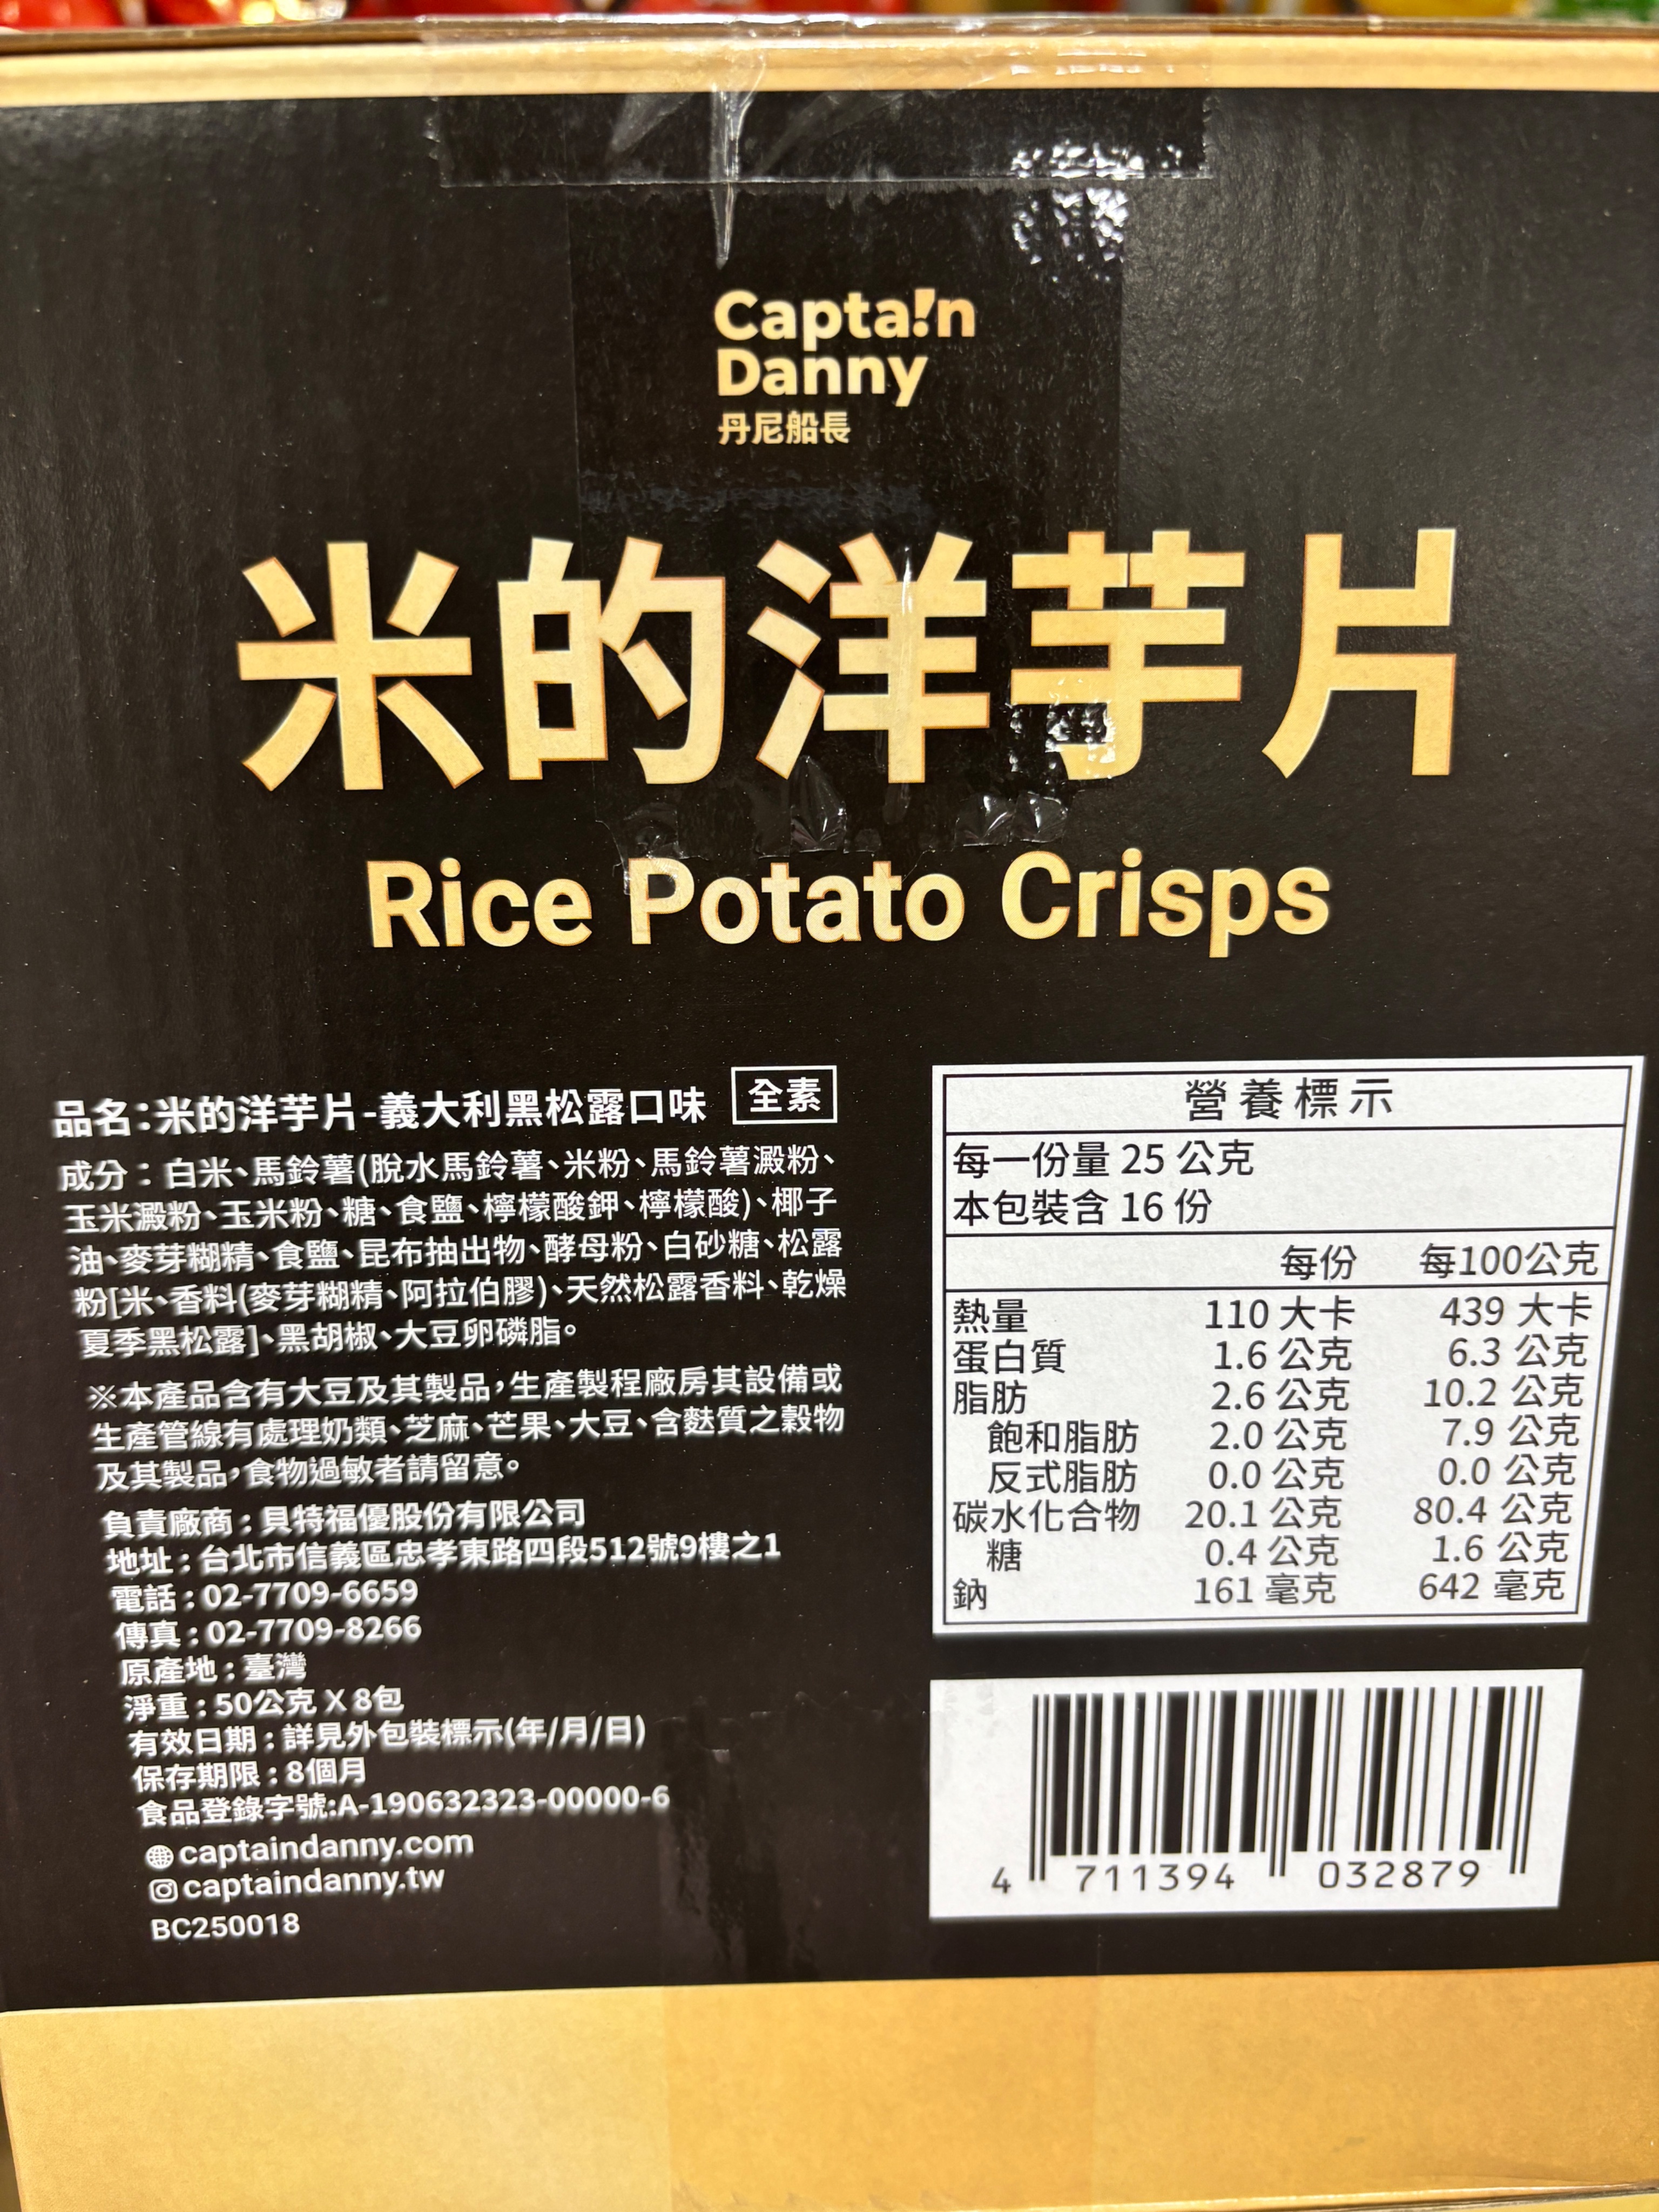 Capta!n
Danny
丹尼船長
米的洋芋片
Rice Potato Crisps
品名：米的洋芋片-義大利黑松露口味 全素
成分：白米、馬鈴薯(脫水馬鈴薯、米粉、馬鈴薯澱粉、
玉米澱粉、玉米粉、糖、食鹽、檸檬酸鉀、檸檬酸)、椰子
油、麥芽糊精、食鹽、昆布抽出物、酵母粉、白砂糖、松露
粉[米、香料(麥芽糊精、阿拉伯膠)、天然松露香料、乾燥
夏季黑松露]、黑胡椒、大豆卵磷脂。
※本產品含有大豆及其製品，生產製程廠房其設備或
生產管線有處理奶類、芝麻、芒果、大豆、含麩質之穀物
及其製品，食物過敏者請留意。
負責廠商：貝特福優股份有限公司
地址：台北市信義區忠孝東路四段512號9樓之1
電話：02-7709-6659
傳真：02-7709-8266
原產地：臺灣
淨重：50公克 X 8包
有效日期：詳見外包裝標示(年/月/日)
保存期限：8個月
食品登錄字號:A-190632323-00000-6
captaindanny.com
captaindanny.tw
BC250018
營養標示
每一份量 25 公克
本包裝含 16 份
每份 每100公克
熱量 110 大卡 439 大卡
蛋白質 1.6 公克 6.3 公克
脂肪 2.6 公克 10.2 公克
飽和脂肪 2.0 公克 7.9 公克
反式脂肪 0.0 公克 0.0 公克
碳水化合物 20.1 公克 80.4 公克
糖 0.4 公克 1.6 公克
鈉 161 毫克 642 毫克
4 711394 032879